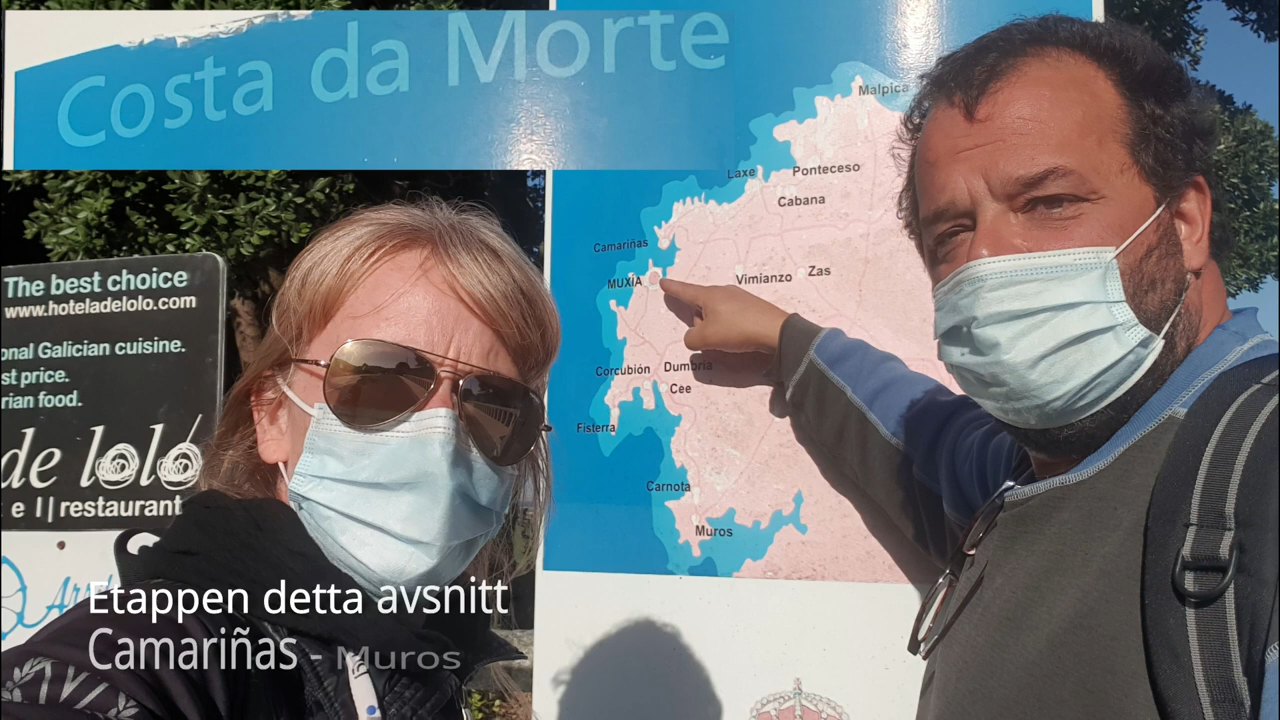 Costa da Morte
Malpica
Laxe
Ponteceso
Cabana
Camariñas
MUXÍA
Vimianzo
Zas
Corcubión
Dumbría
Cee
Fisterra
Carnota
Muros
The best choice
www.hoteladelolo.com
onal Galician cuisine.
st price.
rian food.
de lolo
e l | restaurant
Etappen detta avsnitt
Camariñas - Muros